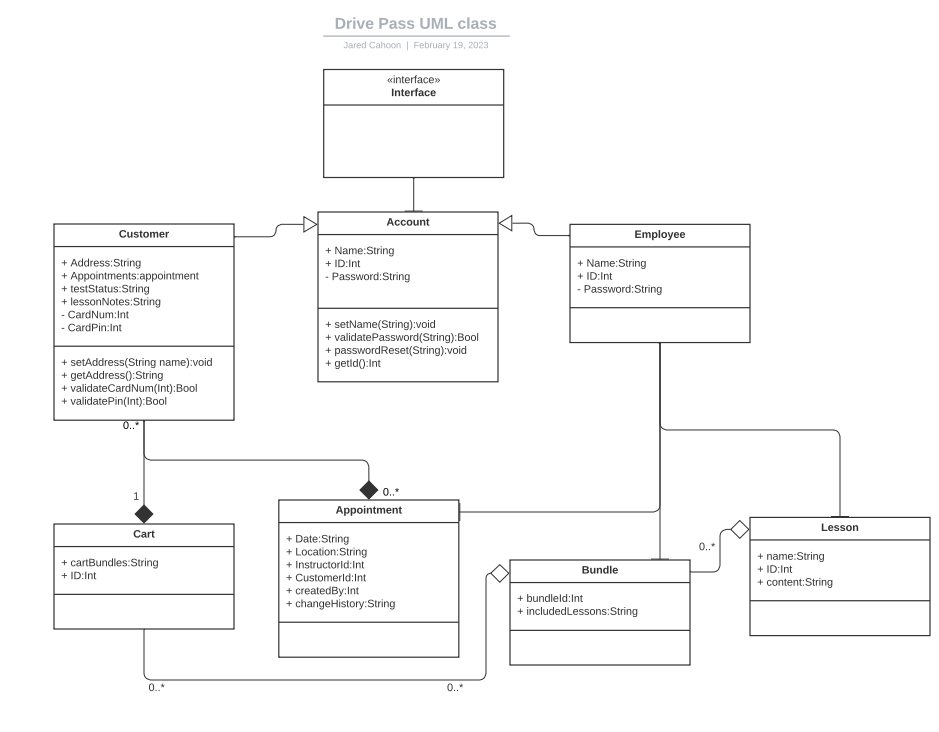 Drive Pass UML class
Jared Cahoon | February 19, 2023
«interface»
Interface
Account
+ Name:String
+ ID:Int
- Password:String
+ setName(String):void
+ validatePassword(String):Bool
+ passwordReset(String):void
+ getId():Int
Customer
+ Address:String
+ Appointments:appointment
+ testStatus:String
+ lessonNotes:String
- CardNum:Int
- CardPin:Int
+ setAddress(String name):void
+ getAddress():String
+ validateCardNum(Int):Bool
+ validatePin(Int):Bool
Employee
+ Name:String
+ ID:Int
- Password:String
0..*
1
0..*
Cart
+ cartBundles:String
+ ID:Int
Appointment
+ Date:String
+ Location:String
+ InstructorId:Int
+ CustomerId:Int
+ createdBy:Int
+ changeHistory:String
Bundle
+ bundleId:Int
+ includedLessons:String
0..*
Lesson
+ name:String
+ ID:Int
+ content:String
0..*
0..*